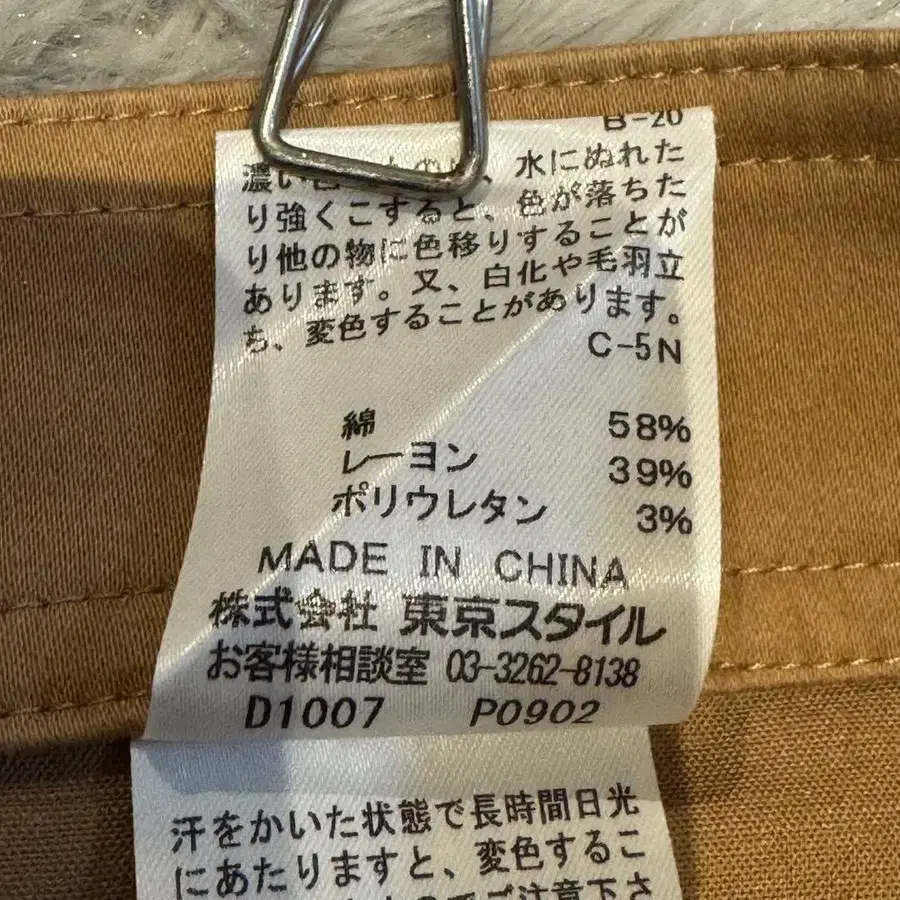 B-20
濃い色 は、水にぬれた
り強くこすると、色が落ちた
り他の物に色移りすることが
あります。又、白化や毛羽立
ち、変色することがあります。
C-5N
綿 58%
レーヨン 39%
ポリウレタン 3%
MADE IN CHINA
株式会社 東京スタイル
お客様相談室 03-3262-8138
D1007 P0902
汗をかいた状態で長時間日光
にあたりますと、変色するこ
のでご注意下さ